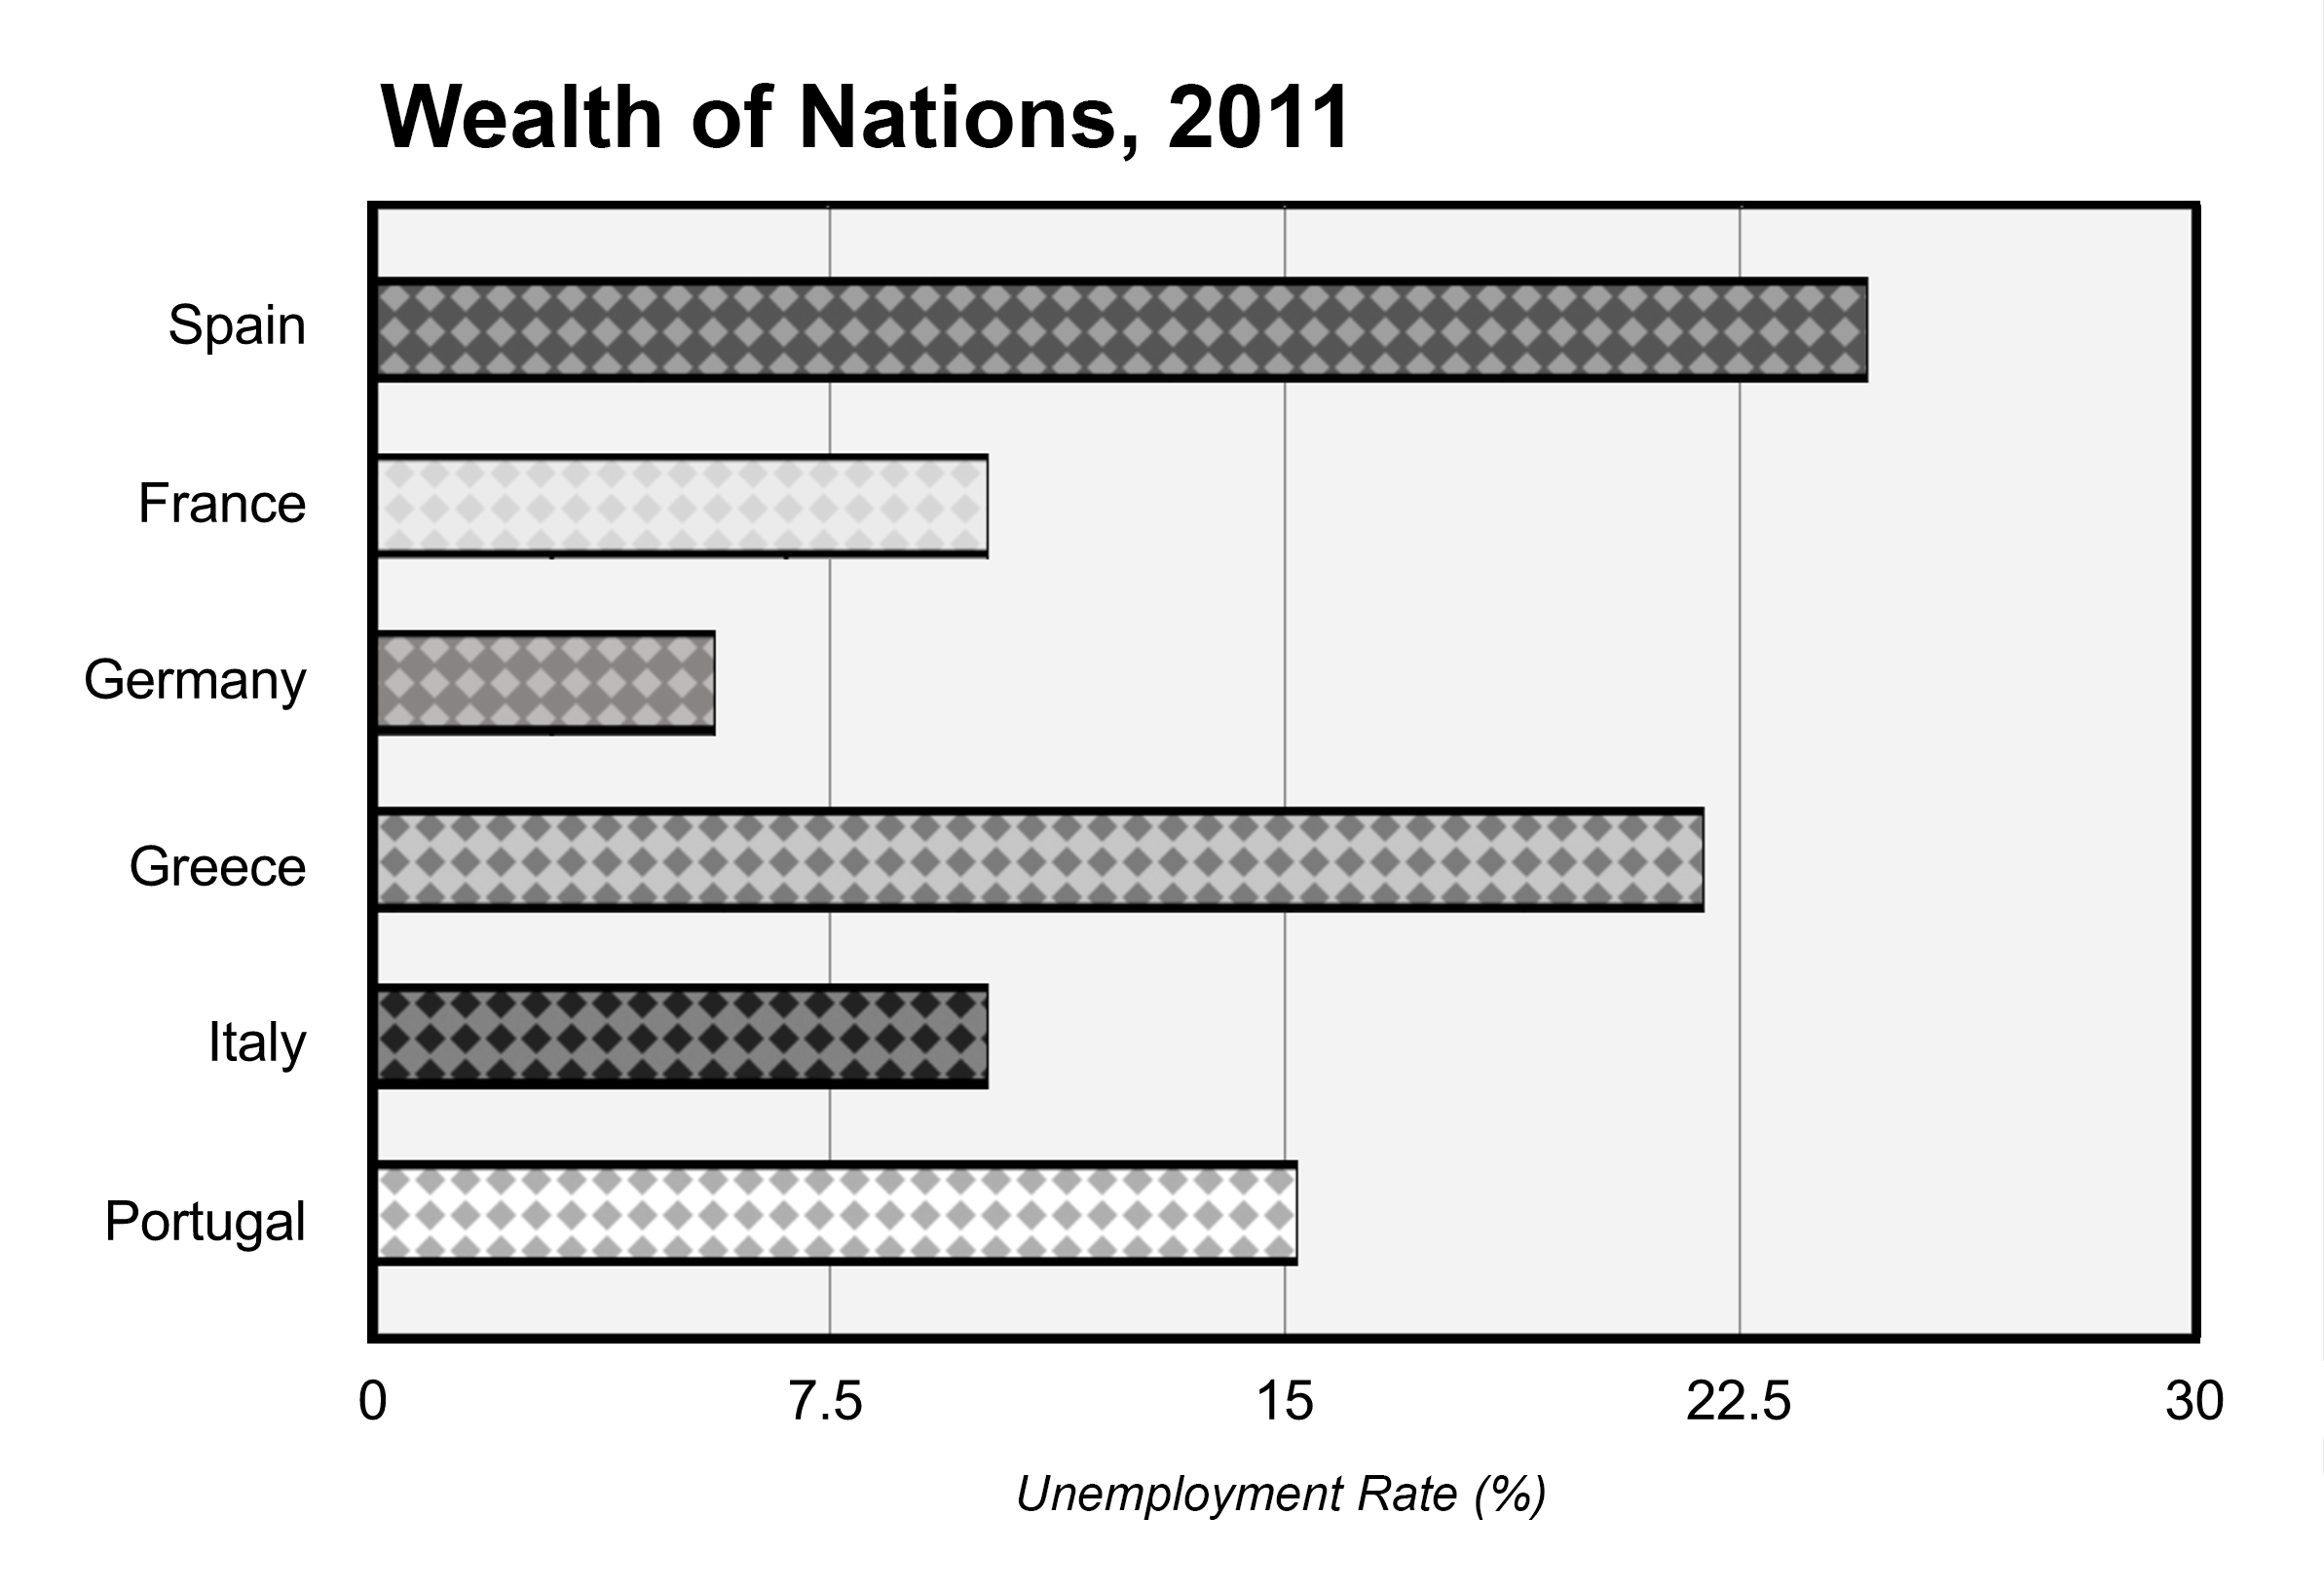 Wealth of Nations, 2011
Spain
France
Germany
Greece
Italy
Portugal
0 7.5 15 22.5 30
Unemployment Rate (%)